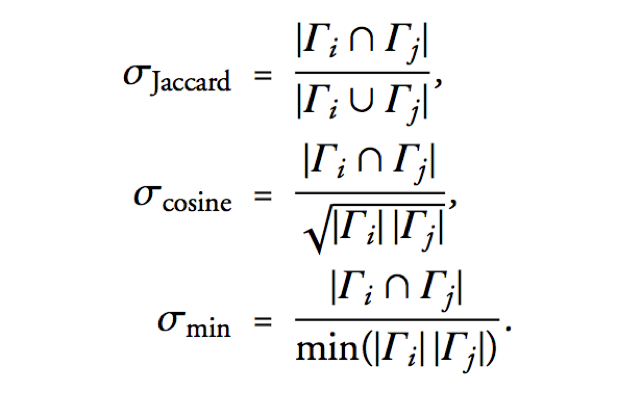 σ_Jaccard = |Γ_i ∩ Γ_j| / |Γ_i ∪ Γ_j|,
σ_cosine = |Γ_i ∩ Γ_j| / √(|Γ_i| |Γ_j|),
σ_min = |Γ_i ∩ Γ_j| / min(|Γ_i| |Γ_j|).